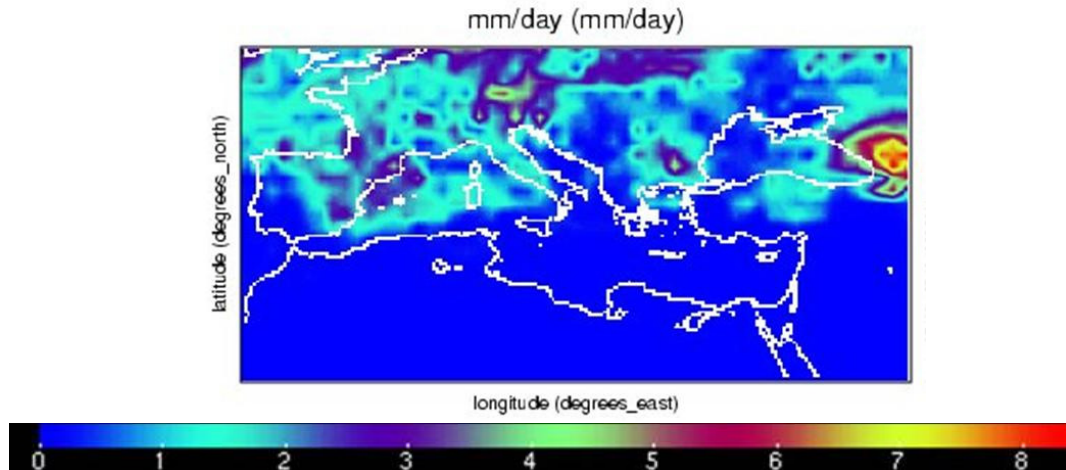 mm/day (mm/day)
latitude (degrees_north)
longitude (degrees_east)
0 1 2 3 4 5 6 7 8